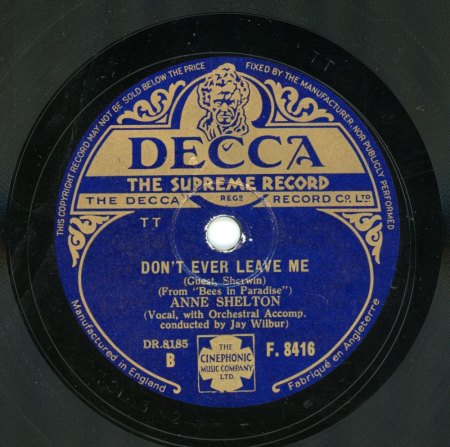 THIS COPYRIGHT RECORD MAY NOT BE SOLD BELOW THE PRICE FIXED BY THE MANUFACTURER NOR PUBLICLY PERFORMED
TT
DECCA
THE SUPREME RECORD
THE DECCA REGD RECORD CO. LTD
TT
DON'T EVER LEAVE ME
(Guest, Sherwin)
(From "Bees in Paradise")
ANNE SHELTON
(Vocal, with Orchestral Accomp.
conducted by Jay Wilbur)
DR.8185
B
THE
CINEPHONIC
MUSIC COMPANY
LTD.
F. 8416
Manufactured in England
Fabriqué en Angleterre